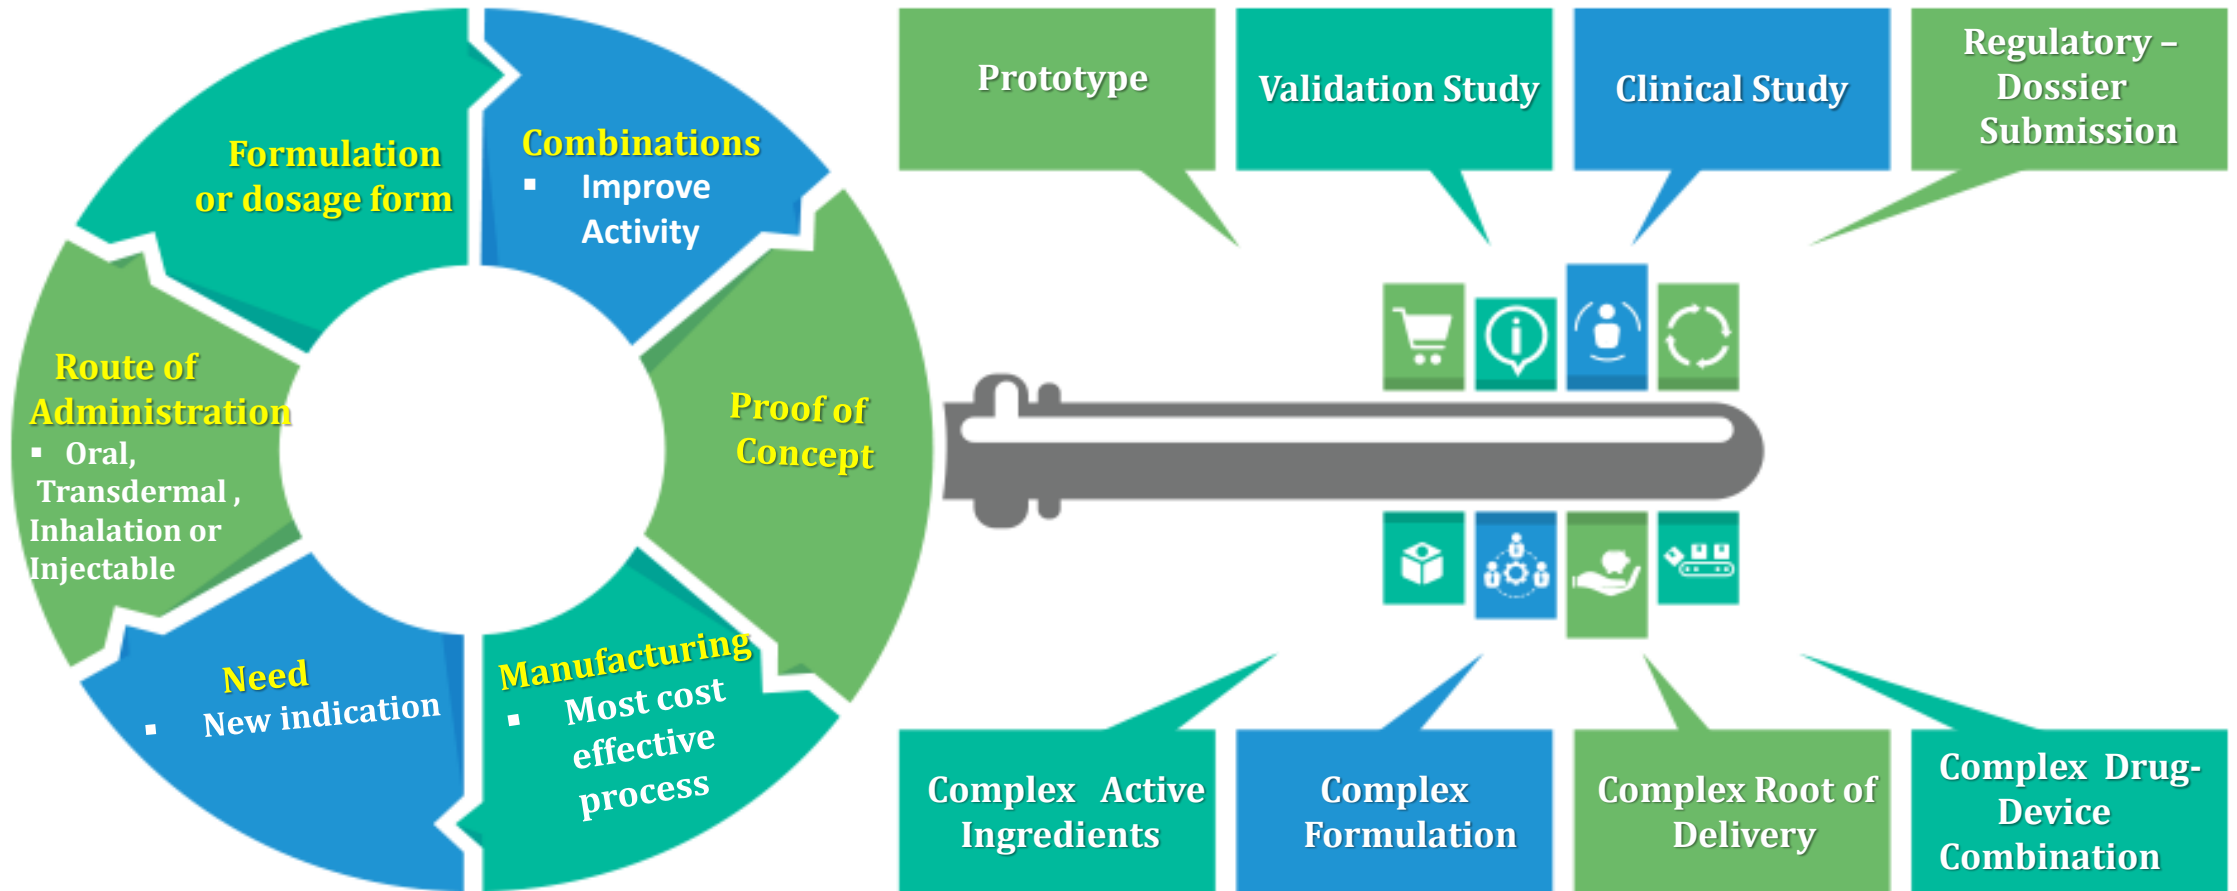 Formulation
or dosage form
Combinations
▪ Improve
Activity
Proof of
Concept
Manufacturing
▪ Most cost
effective
process
Need
▪ New indication
Route of
Administration
▪ Oral,
Transdermal ,
Inhalation or
Injectable
Prototype
Validation Study
Clinical Study
Regulatory –
Dossier
Submission
Complex Active
Ingredients
Complex
Formulation
Complex Root of
Delivery
Complex Drug-
Device
Combination